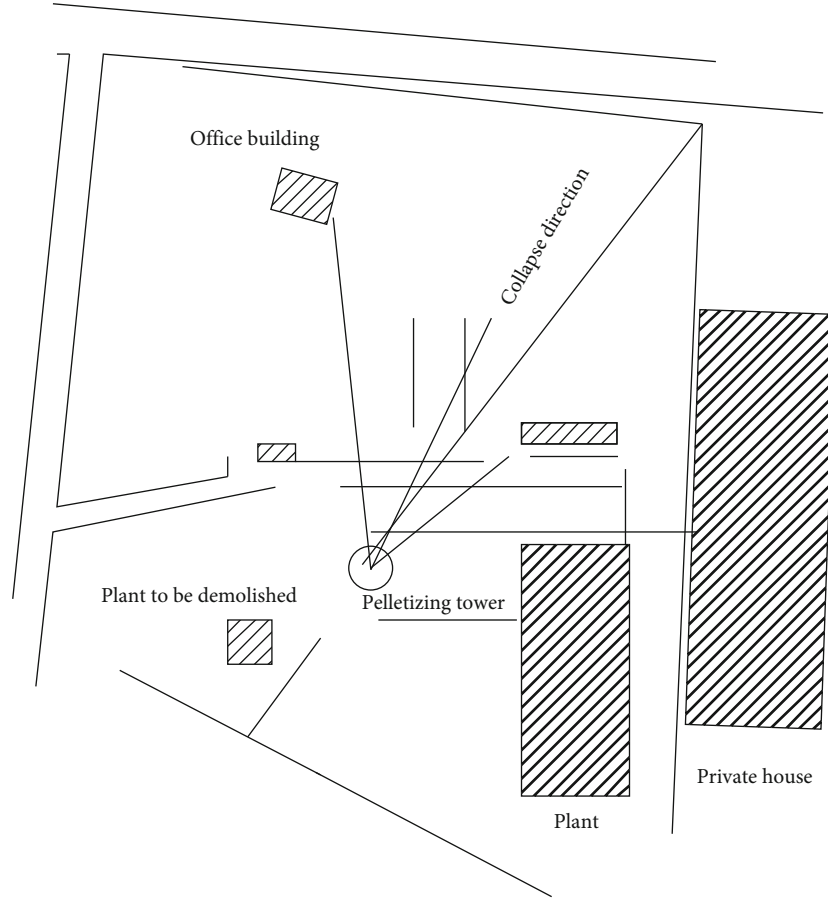 Office building
Collapse direction
Plant to be demolished
Pelletizing tower
Private house
Plant